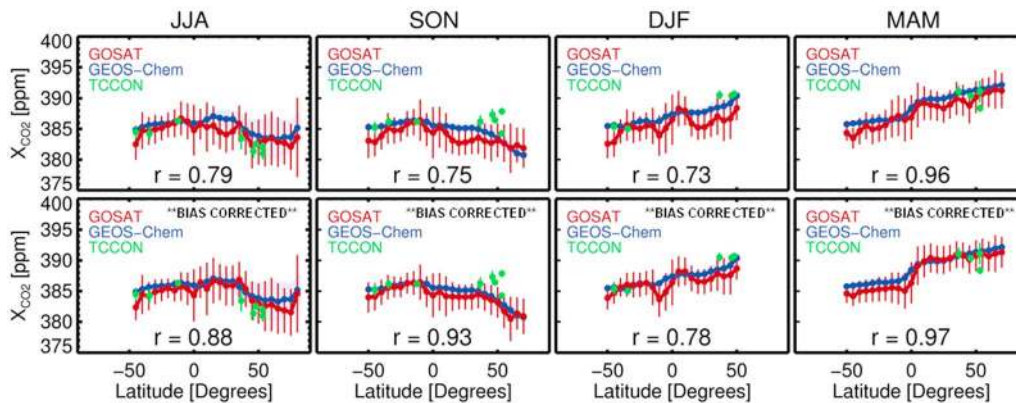 JJA SON DJF MAM
400
395
390
385
380
375
X_CO2 [ppm]
GOSAT
GEOS-Chem
TCCON
r = 0.79
GOSAT
GEOS-Chem
TCCON
r = 0.75
GOSAT
GEOS-Chem
TCCON
r = 0.73
GOSAT
GEOS-Chem
TCCON
r = 0.96
400
395
390
385
380
375
X_CO2 [ppm]
GOSAT **BIAS CORRECTED**
GEOS-Chem
TCCON
r = 0.88
GOSAT **BIAS CORRECTED**
GEOS-Chem
TCCON
r = 0.93
GOSAT **BIAS CORRECTED**
GEOS-Chem
TCCON
r = 0.78
GOSAT **BIAS CORRECTED**
GEOS-Chem
TCCON
r = 0.97
-50 0 50 -50 0 50 -50 0 50 -50 0 50
Latitude [Degrees] Latitude [Degrees] Latitude [Degrees] Latitude [Degrees]